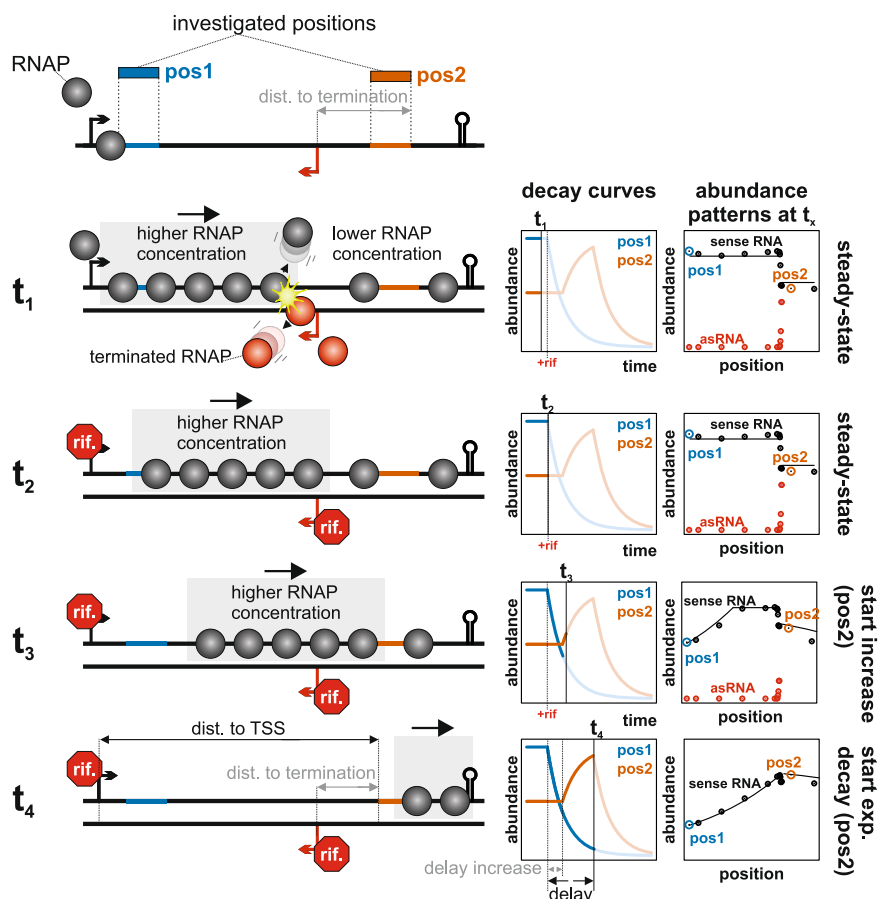 investigated positions
RNAP
pos1
pos2
dist. to termination
decay curves
abundance
patterns at tx
t1
higher RNAP
concentration
lower RNAP
concentration
terminated RNAP
t1
abundance
pos1
pos2
+rif
time
abundance
sense RNA
pos1
pos2
asRNA
position
steady-state
t2
rif.
higher RNAP
concentration
rif.
t2
abundance
pos1
pos2
+rif
time
abundance
sense RNA
pos1
pos2
asRNA
position
steady-state
t3
rif.
higher RNAP
concentration
rif.
t3
abundance
pos1
pos2
+rif
time
abundance
sense RNA
pos1
pos2
asRNA
position
start increase
(pos2)
t4
rif.
dist. to TSS
dist. to termination
rif.
t4
abundance
pos1
pos2
delay increase
delay
abundance
sense RNA
pos1
pos2
position
start exp.
decay (pos2)